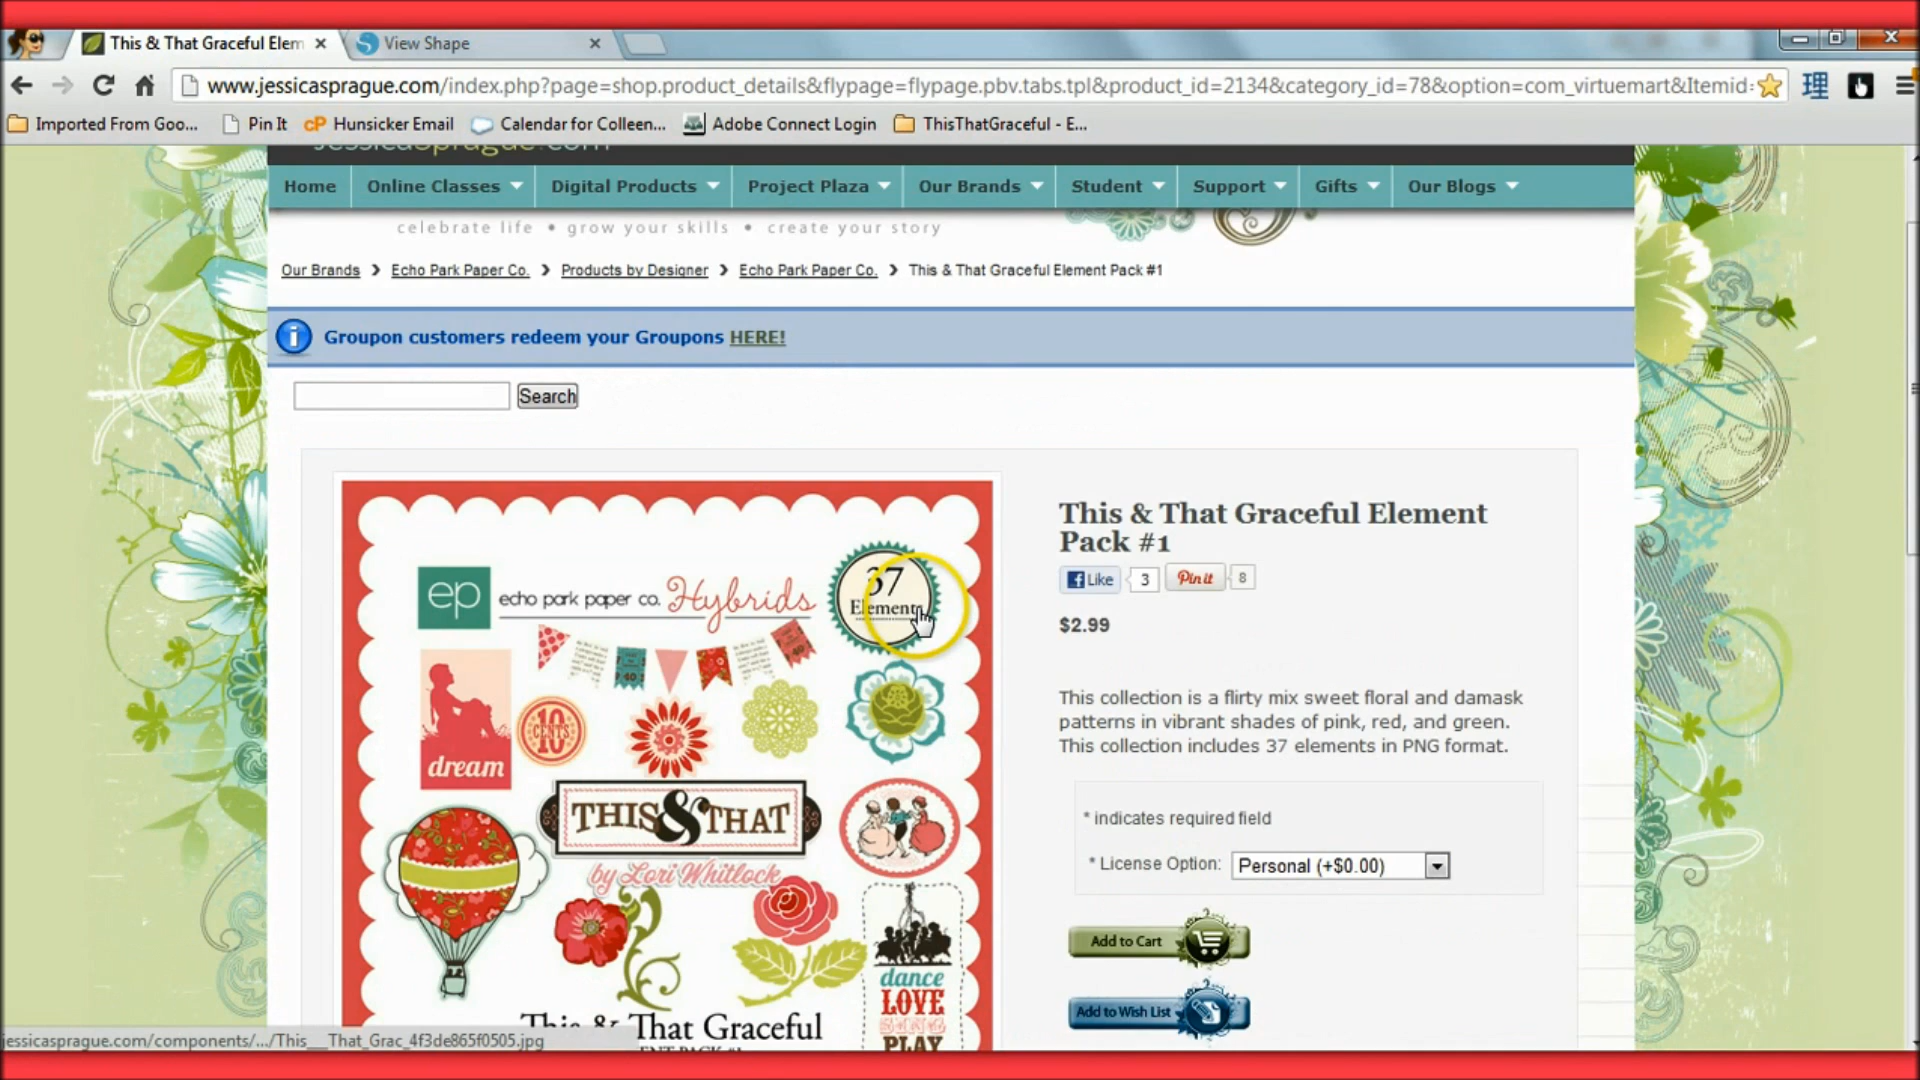 This & That Graceful Elem
View Shape
www.jessicasprague.com/index.php?page=shop.product_details&flypage=flypage.pbv.tabs.tpl&product_id=2134&category_id=78&option=com_virtuemart&Itemid=
Imported From Goo...
Pin It
cP Hunsicker Email
Calendar for Colleen...
Adobe Connect Login
ThisThatGraceful - E...
jessicasprague.com
Home
Online Classes
Digital Products
Project Plaza
Our Brands
Student
Support
Gifts
Our Blogs
celebrate life • grow your skills • create your story
Our Brands > Echo Park Paper Co. > Products by Designer > Echo Park Paper Co. > This & That Graceful Element Pack #1
Groupon customers redeem your Groupons HERE!
Search
ep
echo park paper co. Hybrids
37
Elements
dream
10
CENTS
THIS & THAT
by Lori Whitlock
dance
LOVE
SING
PLAY
This & That Graceful
This & That Graceful Element
Pack #1
Like
3
Pin it
8
$2.99
This collection is a flirty mix sweet floral and damask
patterns in vibrant shades of pink, red, and green.
This collection includes 37 elements in PNG format.
* indicates required field
* License Option:
Personal (+$0.00)
Add to Cart
Add to Wish List
jessicasprague.com/components/.../This___That_Grac_4f3de865f0505.jpg